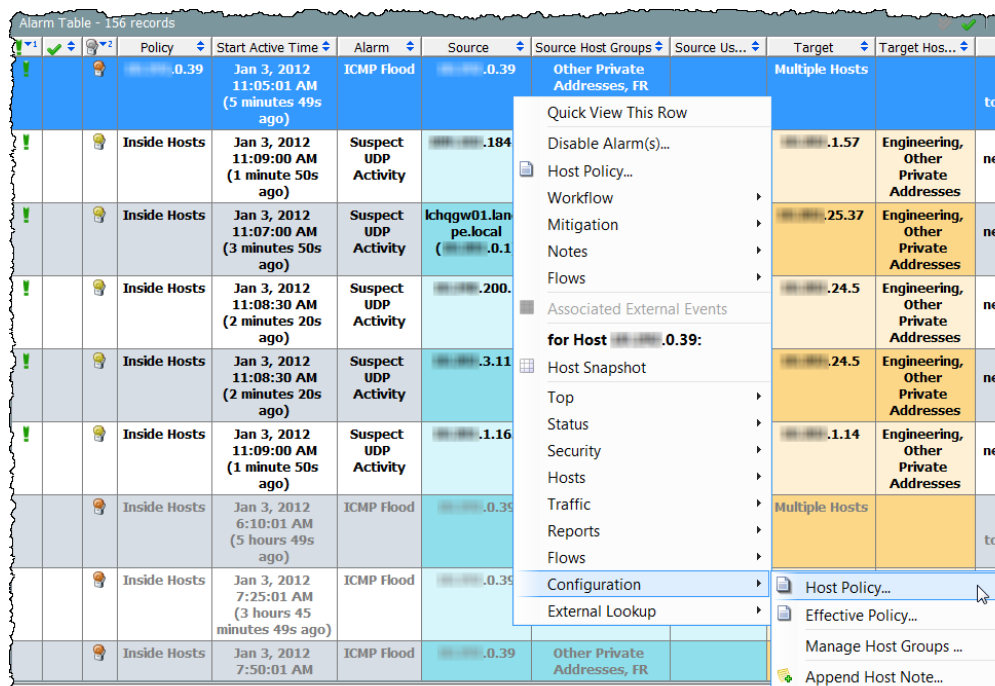 Alarm Table - 156 records
1 2 Policy Start Active Time Alarm Source Source Host Groups Source Us... Target Target Hos...
.0.39 Jan 3, 2012 ICMP Flood .0.39 Other Private Multiple Hosts
11:05:01 AM Addresses, FR
(5 minutes 49s
ago)
Inside Hosts Jan 3, 2012 Suspect .184 .1.57 Engineering,
11:09:00 AM UDP Other
(1 minute 50s Activity Private
ago) Addresses
Inside Hosts Jan 3, 2012 Suspect lchqgw01.lan .25.37 Engineering,
11:07:00 AM UDP pe.local Other
(3 minutes 50s Activity ( .0.1 Private
ago) Addresses
Inside Hosts Jan 3, 2012 Suspect .200. .24.5 Engineering,
11:08:30 AM UDP Other
(2 minutes 20s Activity Private
ago) Addresses
Inside Hosts Jan 3, 2012 Suspect .3.11 .24.5 Engineering,
11:08:30 AM UDP Other
(2 minutes 20s Activity Private
ago) Addresses
Inside Hosts Jan 3, 2012 Suspect .1.16 .1.14 Engineering,
11:09:00 AM UDP Other
(1 minute 50s Activity Private
ago) Addresses
Inside Hosts Jan 3, 2012 ICMP Flood .0.39 Multiple Hosts
6:10:01 AM
(5 hours 49s
ago)
Inside Hosts Jan 3, 2012 ICMP Flood .0.39
7:25:01 AM
(3 hours 45
minutes 49s ago)
Inside Hosts Jan 3, 2012 ICMP Flood .0.39 Other Private
7:50:01 AM Addresses, FR
Quick View This Row
Disable Alarm(s)...
Host Policy...
Workflow
Mitigation
Notes
Flows
Associated External Events
for Host .0.39:
Host Snapshot
Top
Status
Security
Hosts
Traffic
Reports
Flows
Configuration
External Lookup
Host Policy...
Effective Policy...
Manage Host Groups ...
Append Host Note...